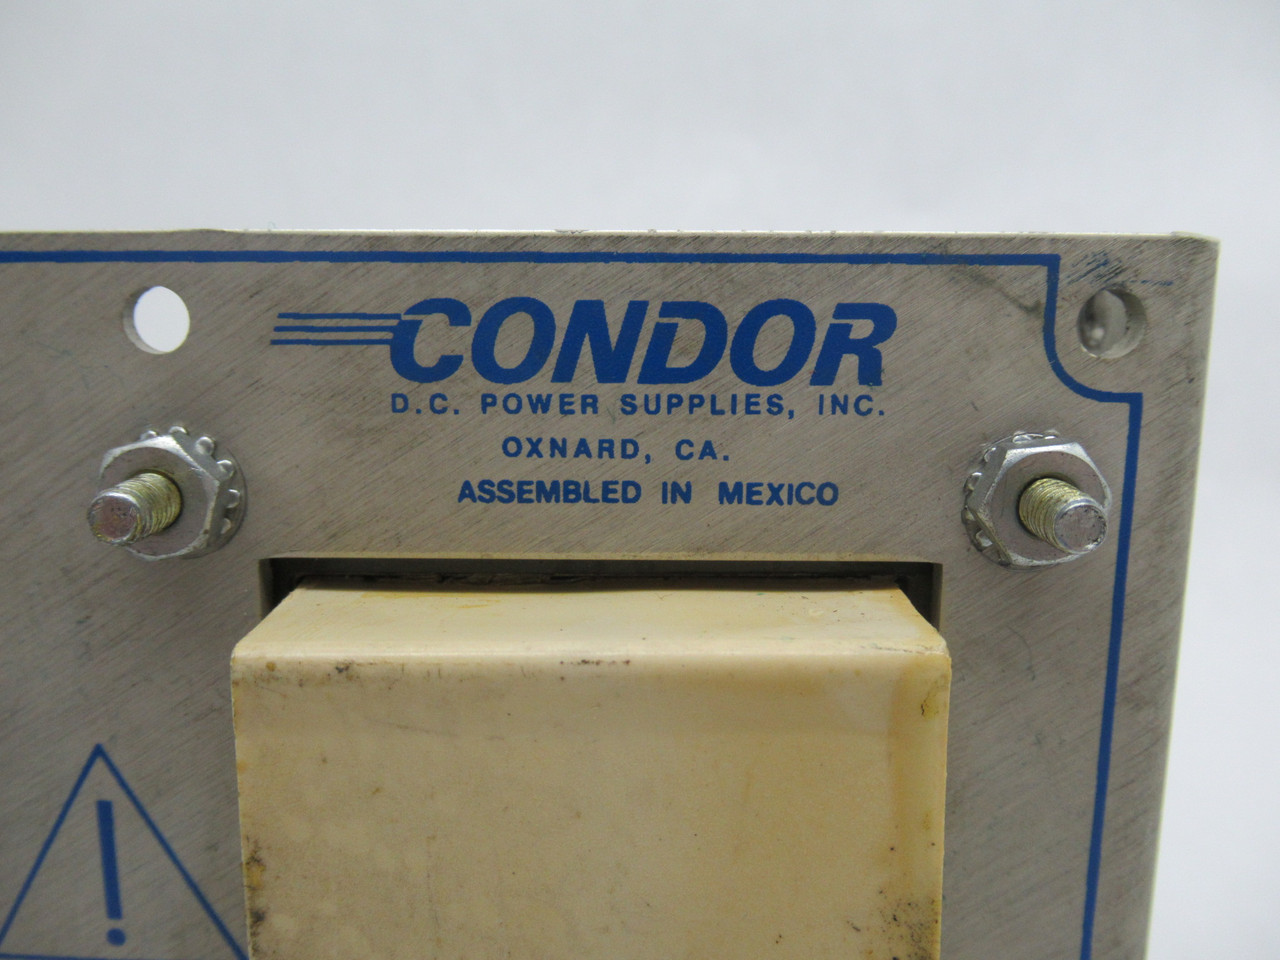 CONDOR
D.C. POWER SUPPLIES, INC.
OXNARD, CA.
ASSEMBLED IN MEXICO
!